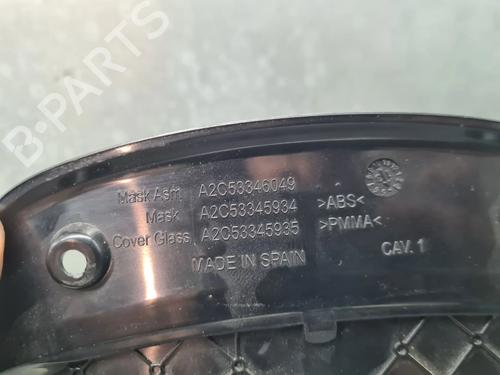 B-PARTS
Mask Asm A2C53346049
Mask A2C53345934 >ABS<
Cover Glass A2C53345935 >PMMA<
MADE IN SPAIN CAV. 1